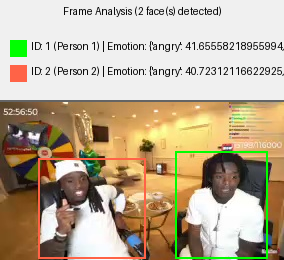 Frame Analysis (2 face(s) detected)
ID: 1 (Person 1) | Emotion: {'angry': 41.65558218955994,
ID: 2 (Person 2) | Emotion: {'angry': 40.72312116622925,
52:56:50
/116000